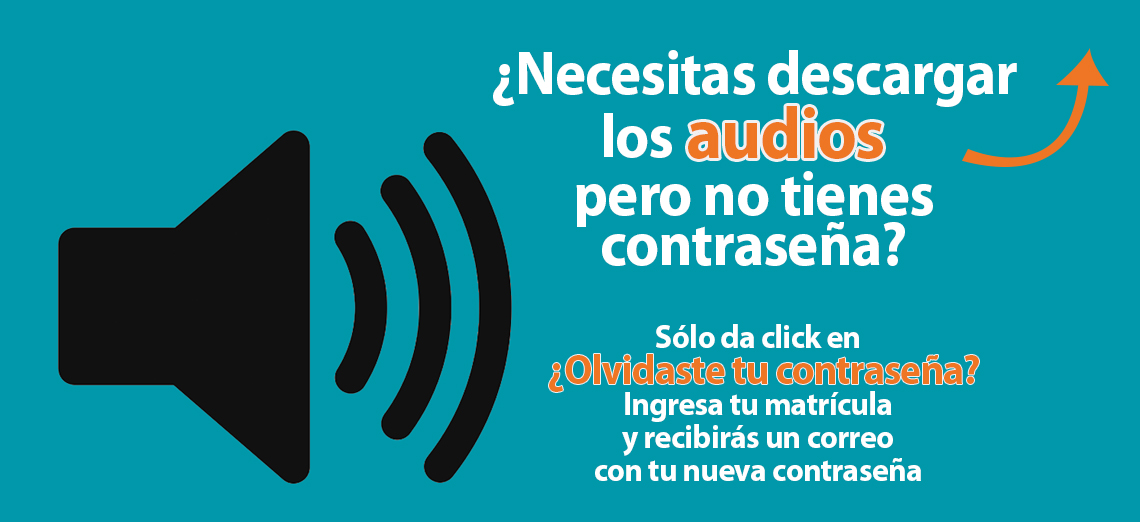 ¿Necesitas descargar
los audios
pero no tienes
contraseña?
Sólo da click en
¿Olvidaste tu contraseña?
Ingresa tu matrícula
y recibirás un correo
con tu nueva contraseña